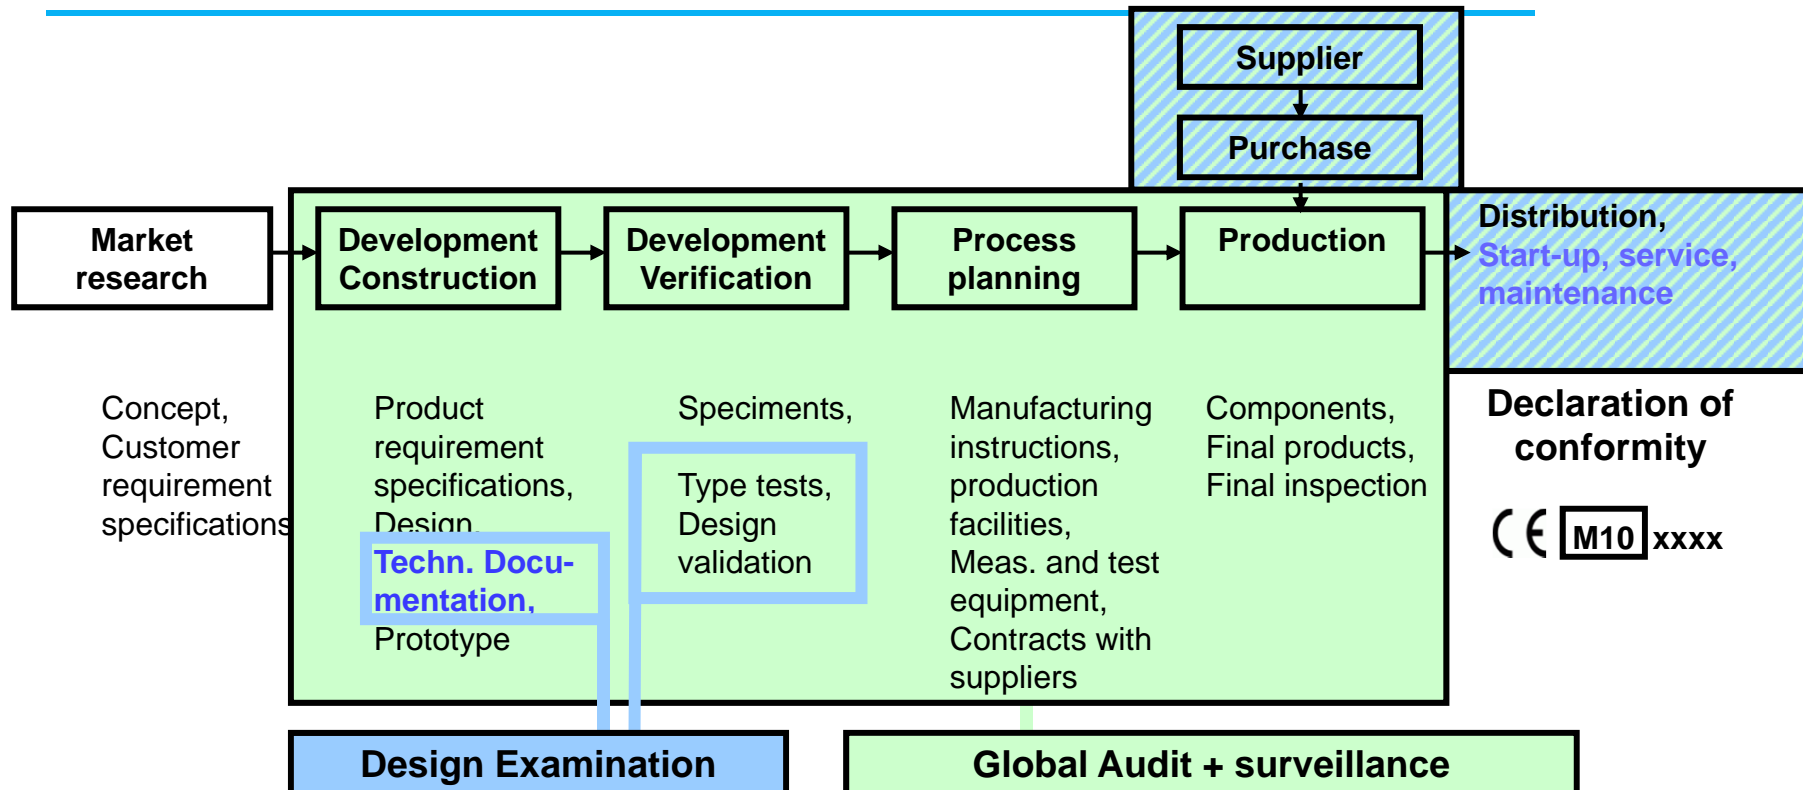 Supplier
Purchase
Market
research
Development
Construction
Development
Verification
Process
planning
Production
Distribution,
Start-up, service,
maintenance
Concept,
Customer
requirement
specifications
Product
requirement
specifications,
Design,
Techn. Docu-
mentation,
Prototype
Speciments,
Type tests,
Design
validation
Manufacturing
instructions,
production
facilities,
Meas. and test
equipment,
Contracts with
suppliers
Components,
Final products,
Final inspection
Declaration of
conformity
CE M10 xxxx
Design Examination
Global Audit + surveillance